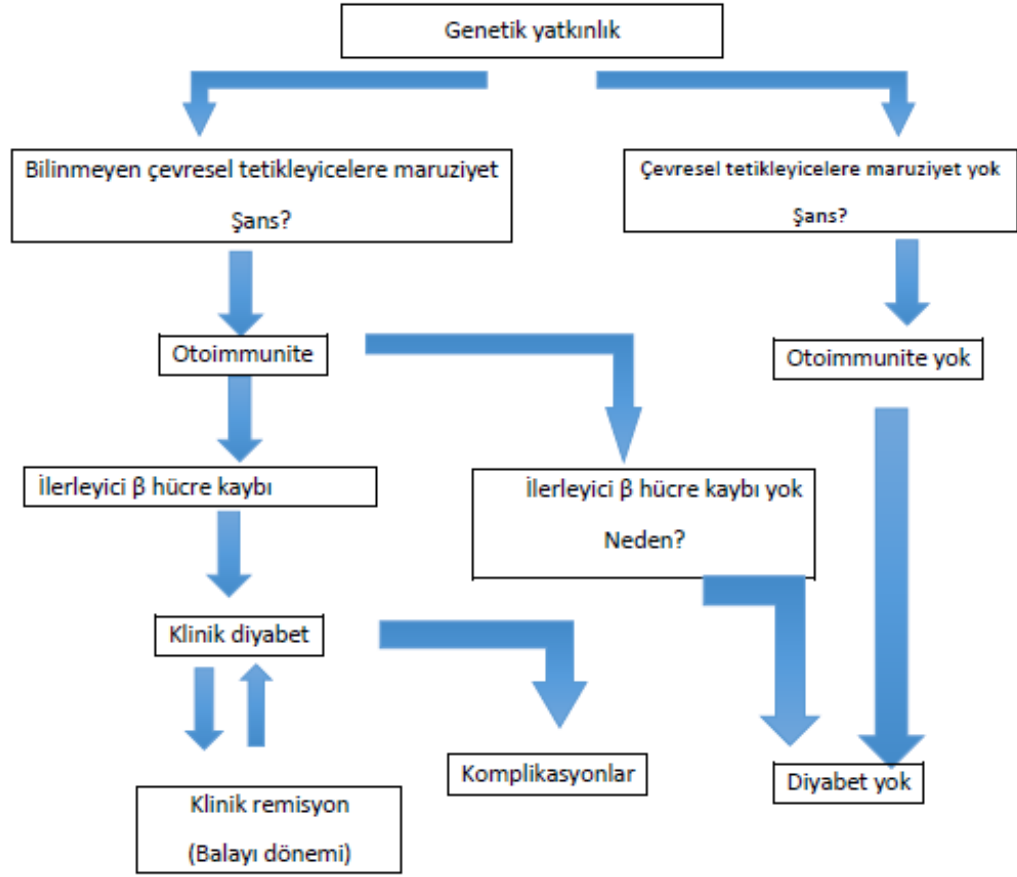 Genetik yatkınlık
Bilinmeyen çevresel tetikleyicelere maruziyet
Şans?
Çevresel tetikleyicelere maruziyet yok
Şans?
Otoimmunite
Otoimmunite yok
İlerleyici β hücre kaybı
İlerleyici β hücre kaybı yok
Neden?
Klinik diyabet
Komplikasyonlar
Diyabet yok
Klinik remisyon
(Balayı dönemi)